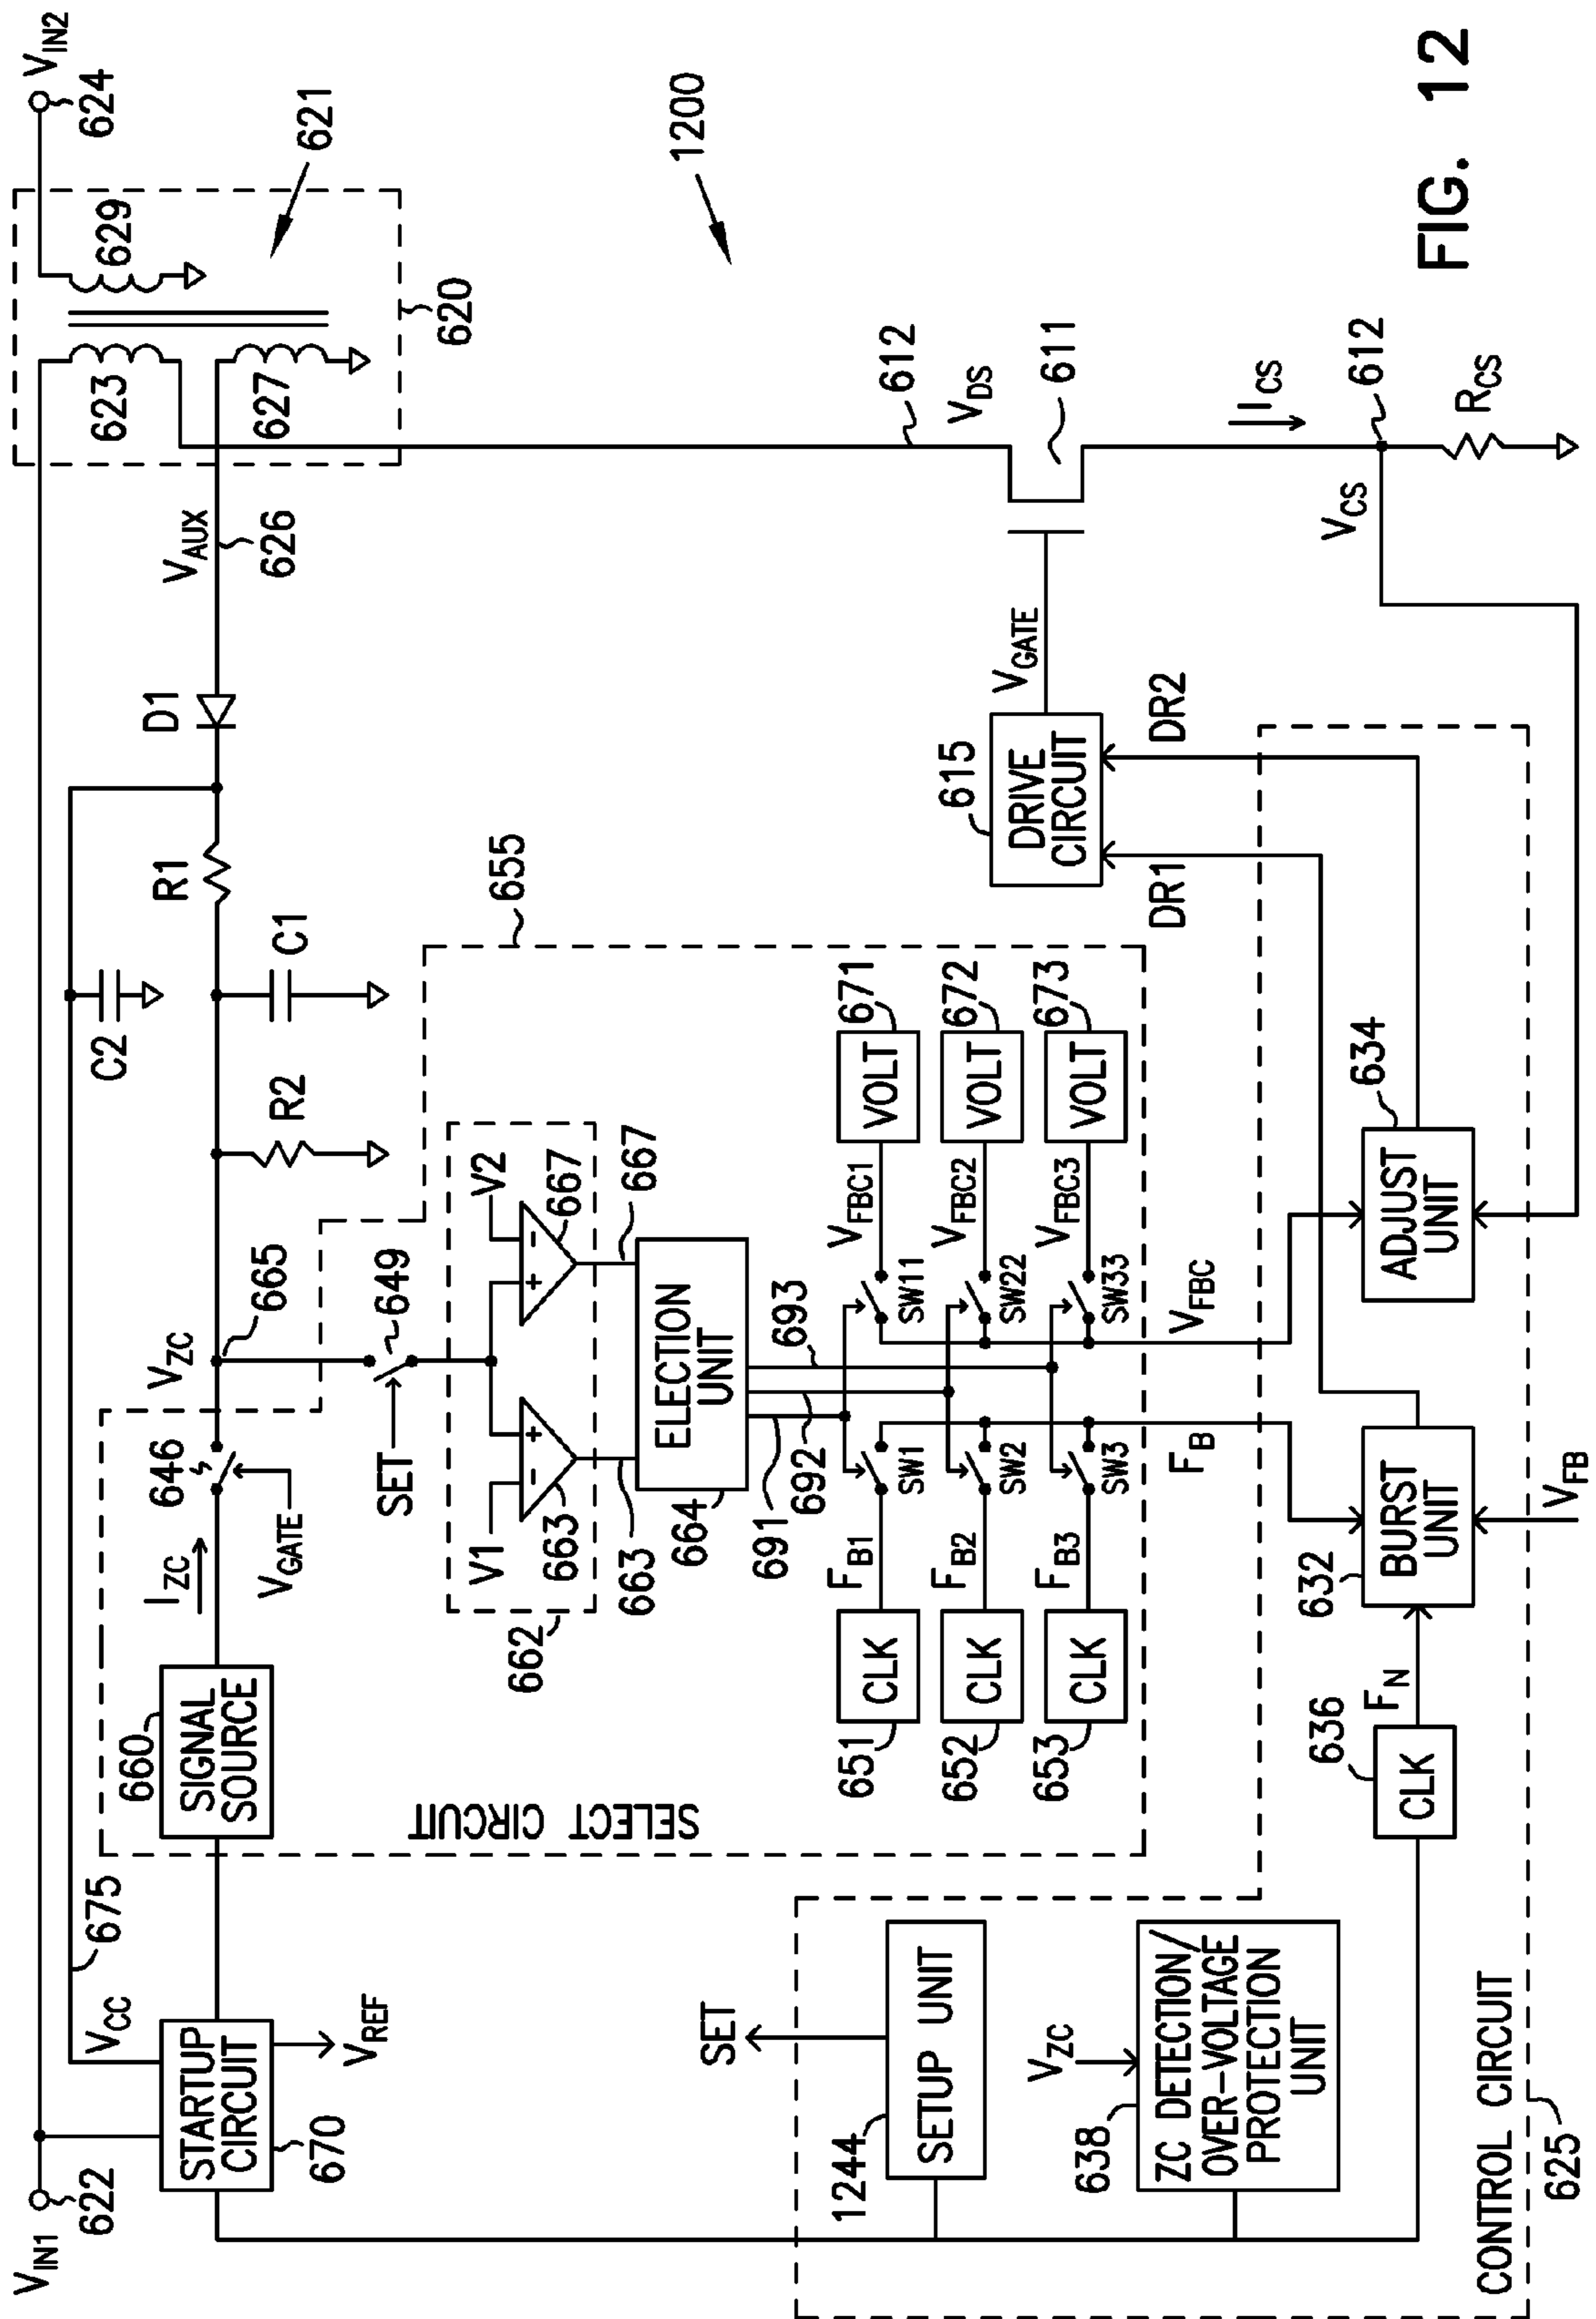 V_IN1
622
STARTUP
CIRCUIT
670
V_CC
675
V_REF
660
SIGNAL
SOURCE
I_ZC
646
V_GATE
V_ZC
665
R2
C2
C1
R1
D1
V_AUX
626
623
627
629
V_IN2
624
621
620
1200
SELECT CIRCUIT
655
SET
649
662
V1
663
V2
667
663
667
664
ELECTION
UNIT
691
692
693
651
CLK
F_B1
SW1
SW11
V_FBC1
VOLT
671
652
CLK
F_B2
SW2
SW22
V_FBC2
VOLT
672
653
CLK
F_B3
SW3
SW33
V_FBC3
VOLT
673
F_B
V_FBC
615
DRIVE
CIRCUIT
DR1
DR2
V_GATE
612
V_DS
611
I_CS
612
V_CS
R_CS
SET
1244
SETUP UNIT
V_ZC
638
ZC DETECTION/
OVER-VOLTAGE
PROTECTION
UNIT
636
CLK
F_N
632
BURST
UNIT
V_FB
634
ADJUST
UNIT
CONTROL CIRCUIT
625
FIG. 12